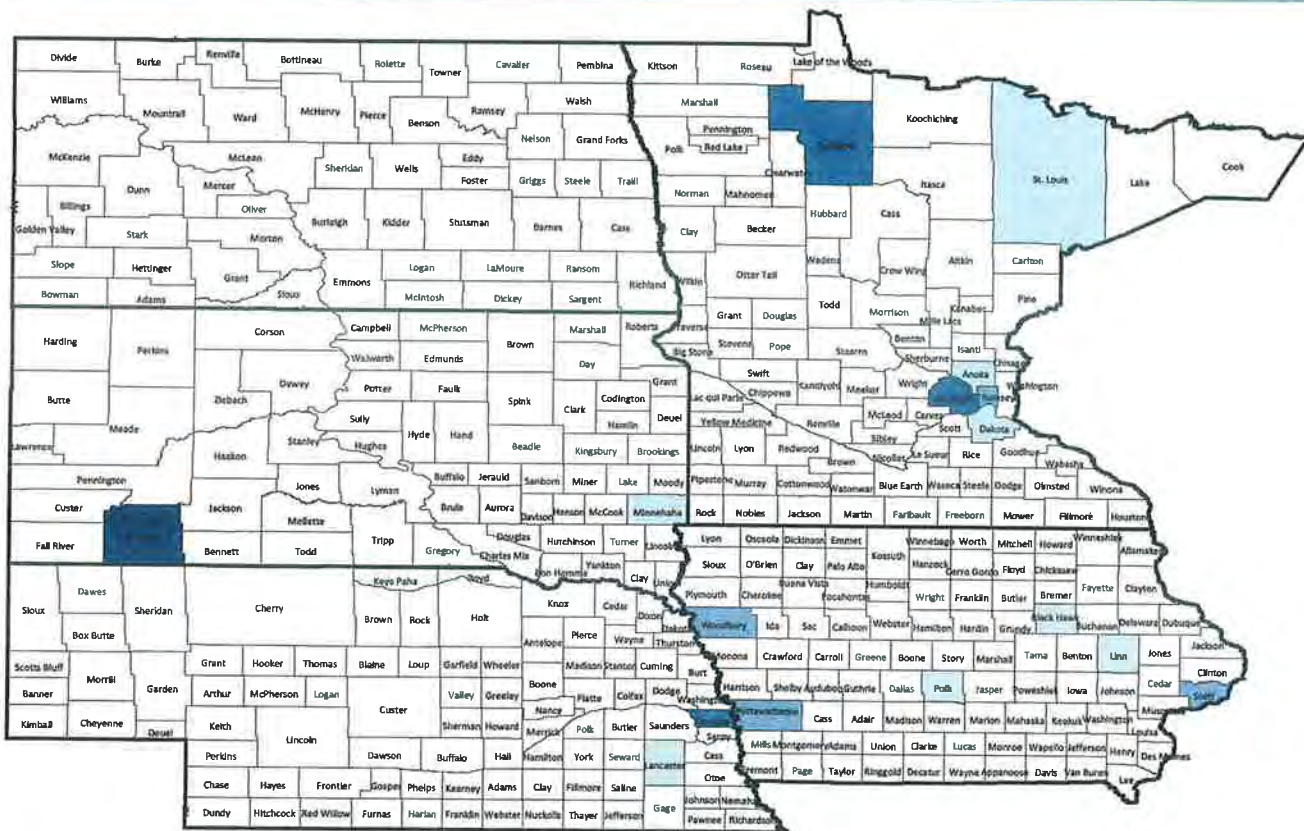 Divide Burke Renville Bottineau Rolette Towner Cavalier Pembina Kittson Roseau Lake of the Woods
Williams Mountrail Ward McHenry Pierce Benson Ramsey Walsh Marshall Koochiching
Nelson Grand Forks Pennington Polk Red Lake Cook
McKenzie McLean Sheridan Wells Eddy Foster Griggs Steele Traill Clearwater Itasca St. Louis Lake
Dunn Mercer Oliver Norman Mahnomen Hubbard Cass
Billings Golden Valley Stark Morton Burleigh Kidder Stutsman Barnes Cass Clay Becker
Slope Hettinger Grant Emmons Logan LaMoure Ransom Richland Wilkin Otter Tail Wadena Crow Wing Aitkin Carlton
Bowman Adams Sioux McIntosh Dickey Sargent Todd Pine
Harding Perkins Corson Campbell McPherson Brown Marshall Roberts Traverse Grant Douglas Morrison Mille Lacs Kanabec
Walworth Edmunds Day Big Stone Stevens Pope Stearns Benton Sherburne Isanti Chisago
Butte Ziebach Dewey Potter Faulk Spink Clark Codington Grant Swift Chippewa Kandiyohi Meeker Wright Anoka Washington Ramsey
Meade Sully Hyde Hand Hamlin Deuel Lac qui Parle McLeod Carver Scott Dakota
Lawrence Haakon Stanley Hughes Beadle Kingsbury Brookings Yellow Medicine Renville Sibley
Lincoln Lyon Redwood Brown Nicollet Le Sueur Rice Goodhue Wabasha
Pennington Jones Lyman Buffalo Jerauld Sanborn Miner Lake Moody Pipestone Murray Cottonwood Watonwan Blue Earth Waseca Steele Dodge Olmsted Winona
Custer Jackson Mellette Brule Aurora Davison Hanson McCook Minnehaha Rock Nobles Jackson Martin Faribault Freeborn Mower Fillmore Houston
Fall River Bennett Todd Tripp Gregory Charles Mix Douglas Hutchinson Turner Lincoln
Bon Homme Yankton Clay Union
Lyon Osceola Dickinson Emmet Kossuth Winnebago Worth Mitchell Howard Winneshiek Allamakee
Sioux O'Brien Clay Palo Alto Hancock Cerro Gordo Floyd Chickasaw
Plymouth Cherokee Buena Vista Pocahontas Humboldt Wright Franklin Butler Bremer Fayette Clayton
Woodbury Ida Sac Calhoun Webster Hamilton Hardin Grundy Black Hawk Buchanan Delaware Dubuque
Monona Crawford Carroll Greene Boone Story Marshall Tama Benton Linn Jones Jackson
Clinton Cedar Scott
Harrison Shelby Audubon Guthrie Dallas Polk Jasper Poweshiek Iowa Johnson Muscatine
Pottawattamie Cass Adair Madison Warren Marion Mahaska Keokuk Washington Louisa
Mills Montgomery Adams Union Clarke Lucas Monroe Wapello Jefferson Henry Des Moines
Fremont Page Taylor Ringgold Decatur Wayne Appanoose Davis Van Buren Lee
Sioux Dawes Sheridan Cherry Keya Paha Boyd Knox Cedar Dixon Dakota
Box Butte Brown Rock Holt Antelope Pierce Wayne Thurston
Scotts Bluff Morrill Garden Grant Hooker Thomas Blaine Loup Garfield Wheeler Madison Stanton Cuming Burt
Banner Arthur McPherson Logan Custer Valley Greeley Boone Nance Platte Colfax Dodge Washington
Kimball Cheyenne Deuel Keith Lincoln Sherman Howard Merrick Polk Butler Saunders Sarpy
Perkins Dawson Buffalo Hall Hamilton York Seward Lancaster Cass Otoe
Chase Hayes Frontier Gosper Phelps Kearney Adams Clay Fillmore Saline Gage Johnson Nemaha
Dundy Hitchcock Red Willow Furnas Harlan Franklin Webster Nuckolls Thayer Jefferson Pawnee Richardson